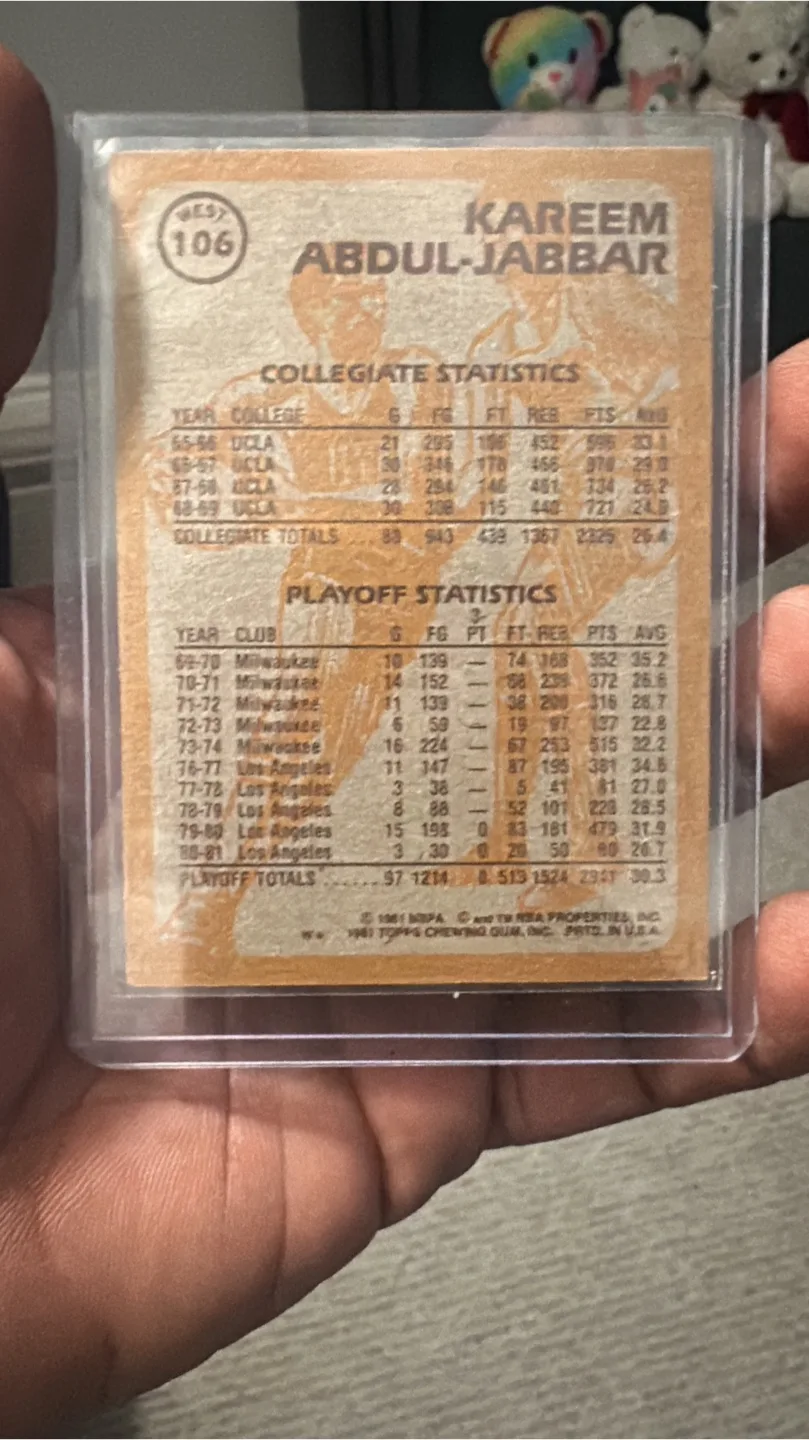 WEST
106
KAREEM
ABDUL-JABBAR
COLLEGIATE STATISTICS
YEAR COLLEGE G FG FT REB PTS AVG
65-66 UCLA 21 295 106 452 696 33.1
66-67 UCLA 30 346 178 466 870 29.0
67-68 UCLA 28 294 146 461 734 26.2
68-69 UCLA 30 303 115 440 721 24.0
COLLEGIATE TOTALS ... 88 943 439 1367 2325 26.4
PLAYOFF STATISTICS
3-
YEAR CLUB G FG PT FT REB PTS AVG
69-70 Milwaukee 10 139 — 74 168 352 35.2
70-71 Milwaukee 14 152 — 68 239 372 26.6
71-72 Milwaukee 11 139 — 38 200 316 28.7
72-73 Milwaukee 6 59 — 19 97 137 22.8
73-74 Milwaukee 16 224 — 67 253 515 32.2
76-77 Los Angeles 11 147 — 87 195 381 34.6
77-78 Los Angeles 3 38 — 5 41 81 27.0
78-79 Los Angeles 8 88 — 52 101 228 28.5
79-80 Los Angeles 15 198 0 83 181 479 31.9
80-81 Los Angeles 3 30 0 20 50 80 26.7
PLAYOFF TOTALS ......97 1214 0 513 1524 2941 30.3
© 1981 NBPA © and TM NBA PROPERTIES, INC.
1981 TOPPS CHEWING GUM, INC. PRTD. IN U.S.A.